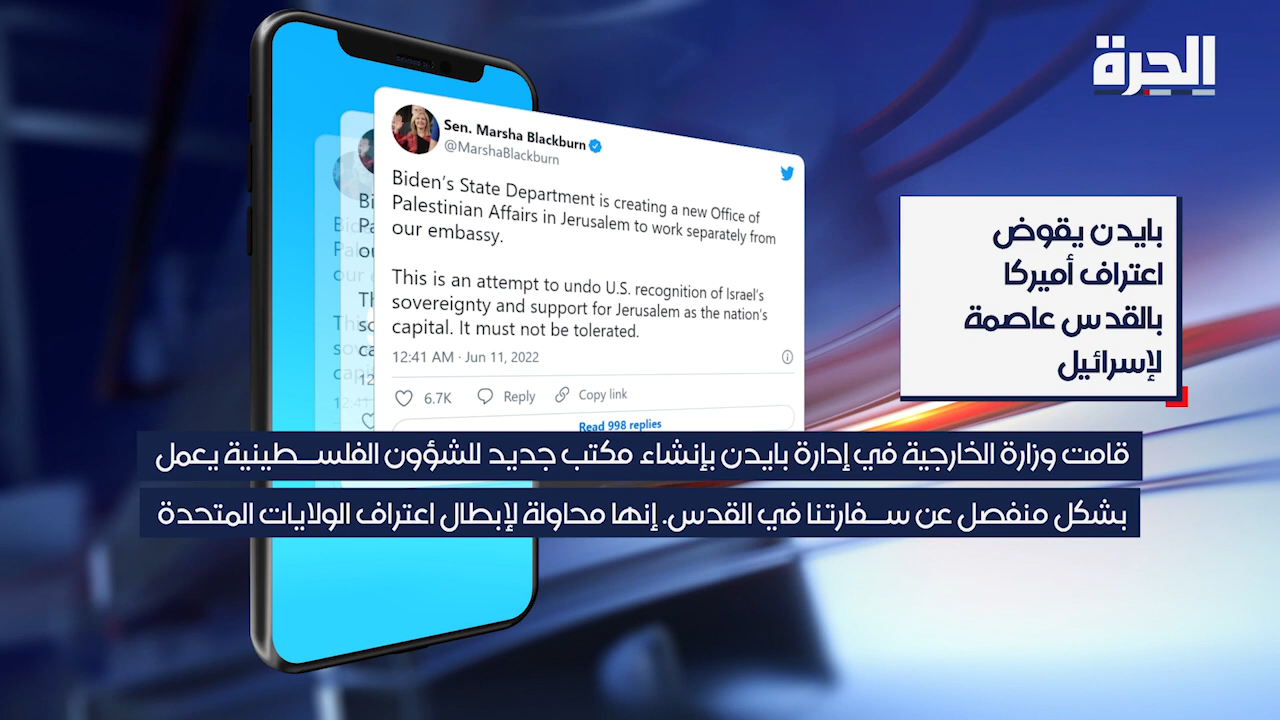 الحرة
Sen. Marsha Blackburn
@MarshaBlackburn
Biden's State Department is creating a new Office of
Palestinian Affairs in Jerusalem to work separately from
our embassy.
This is an attempt to undo U.S. recognition of Israel's
sovereignty and support for Jerusalem as the nation's
capital. It must not be tolerated.
12:41 AM · Jun 11, 2022
6.7K Reply Copy link
Read 998 replies
بايدن يقوض
اعتراف أميركا
بالقدس عاصمة
لإسرائيل
قامت وزارة الخارجية في إدارة بايدن بإنشاء مكتب جديد للشؤون الفلسـطينية يعمل
بشكل منفصل عن سـفارتنا في القدس. إنها محاولة لإبطال اعتراف الولايات المتحدة